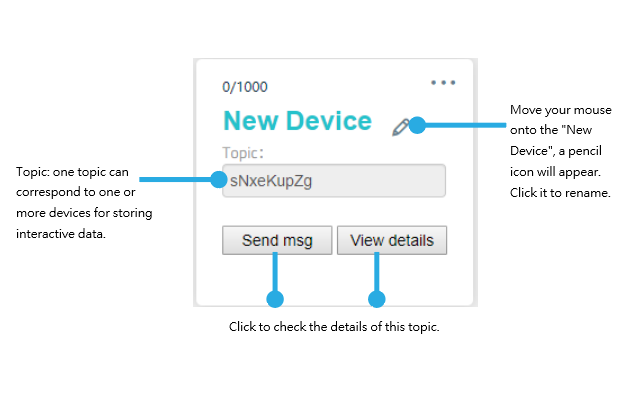 0/1000
New Device
Topic:
sNxeKupZg
Send msg
View details
Topic: one topic can
correspond to one or
more devices for storing
interactive data.
Move your mouse
onto the "New
Device", a pencil
icon will appear.
Click it to rename.
Click to check the details of this topic.